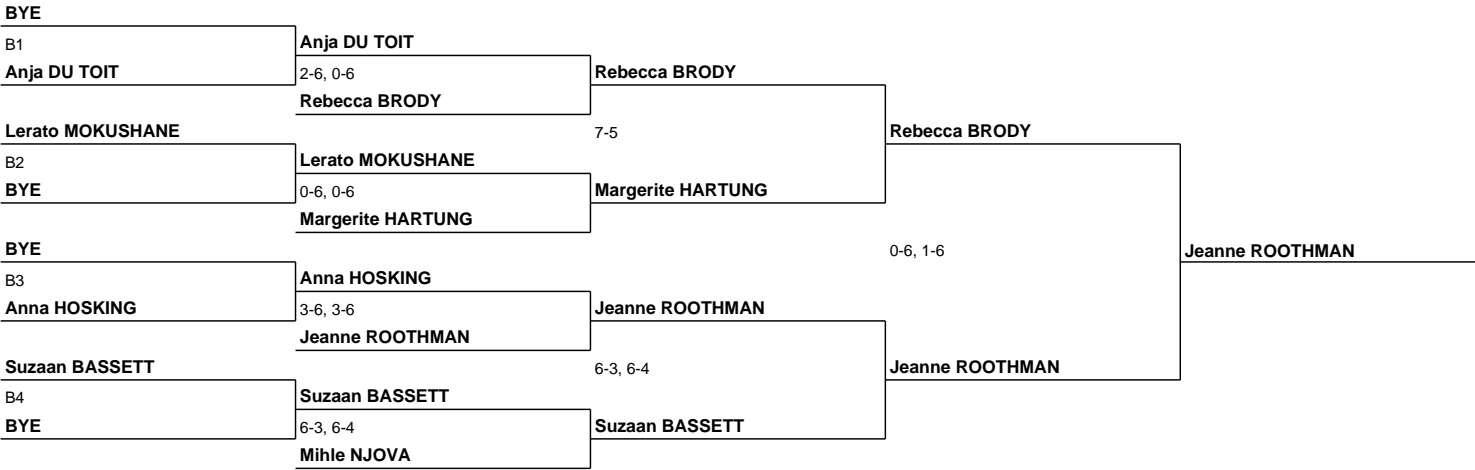 BYE
B1
Anja DU TOIT
Anja DU TOIT
2-6, 0-6
Rebecca BRODY
Rebecca BRODY
Lerato MOKUSHANE
7-5
Rebecca BRODY
B2
Lerato MOKUSHANE
BYE
0-6, 0-6
Margerite HARTUNG
Margerite HARTUNG
BYE
0-6, 1-6
Jeanne ROOTHMAN
B3
Anna HOSKING
Anna HOSKING
3-6, 3-6
Jeanne ROOTHMAN
Jeanne ROOTHMAN
Suzaan BASSETT
6-3, 6-4
Jeanne ROOTHMAN
B4
Suzaan BASSETT
BYE
6-3, 6-4
Suzaan BASSETT
Mihle NJOVA